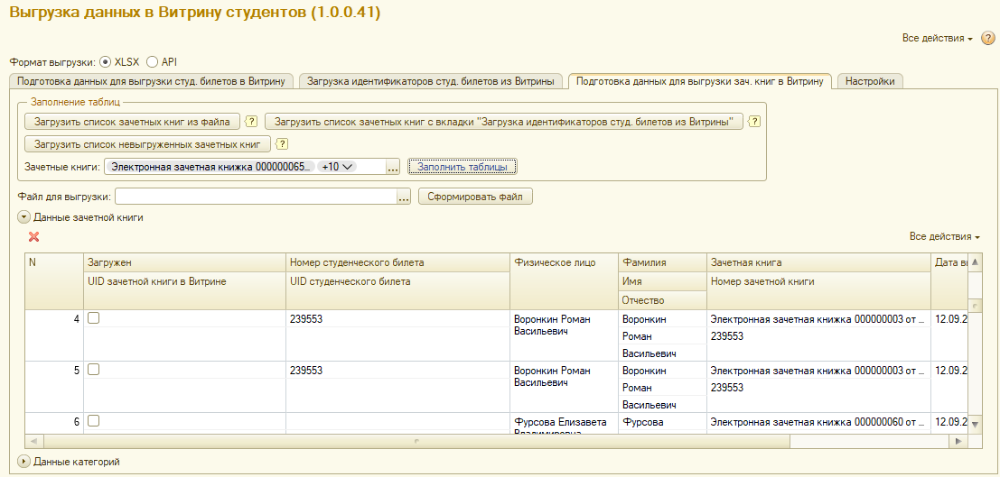 Выгрузка данных в Витрину студентов (1.0.0.41)
Все действия ?
Формат выгрузки: XLSX API
Подготовка данных для выгрузки студ. билетов в Витрину Загрузка идентификаторов студ. билетов из Витрины Подготовка данных для выгрузки зач. книг в Витрину Настройки
Заполнение таблиц
Загрузить список зачетных книг из файла ? Загрузить список зачетных книг с вкладки "Загрузка идентификаторов студ. билетов из Витрины" ?
Загрузить список невыгруженных зачетных книг ?
Зачетные книги: Электронная зачетная книжка 000000065... +10 ... Заполнить таблицы
Файл для выгрузки: ... Сформировать файл
Данные зачетной книги
Все действия
N Загружен Номер студенческого билета Физическое лицо Фамилия Зачетная книга Дата в
UID зачетной книги в Витрине UID студенческого билета Имя Номер зачетной книги
Отчество
4 239553 Воронкин Роман Воронкин Электронная зачетная книжка 000000003 от ... 12.09.2
Васильевич Роман 239553
Васильевич
5 239553 Воронкин Роман Воронкин Электронная зачетная книжка 000000003 от ... 12.09.2
Васильевич Роман 239553
Васильевич
6 Фурсова Елизавета Фурсова Электронная зачетная книжка 000000060 от ... 12.09.2
Владимировна
Данные категорий